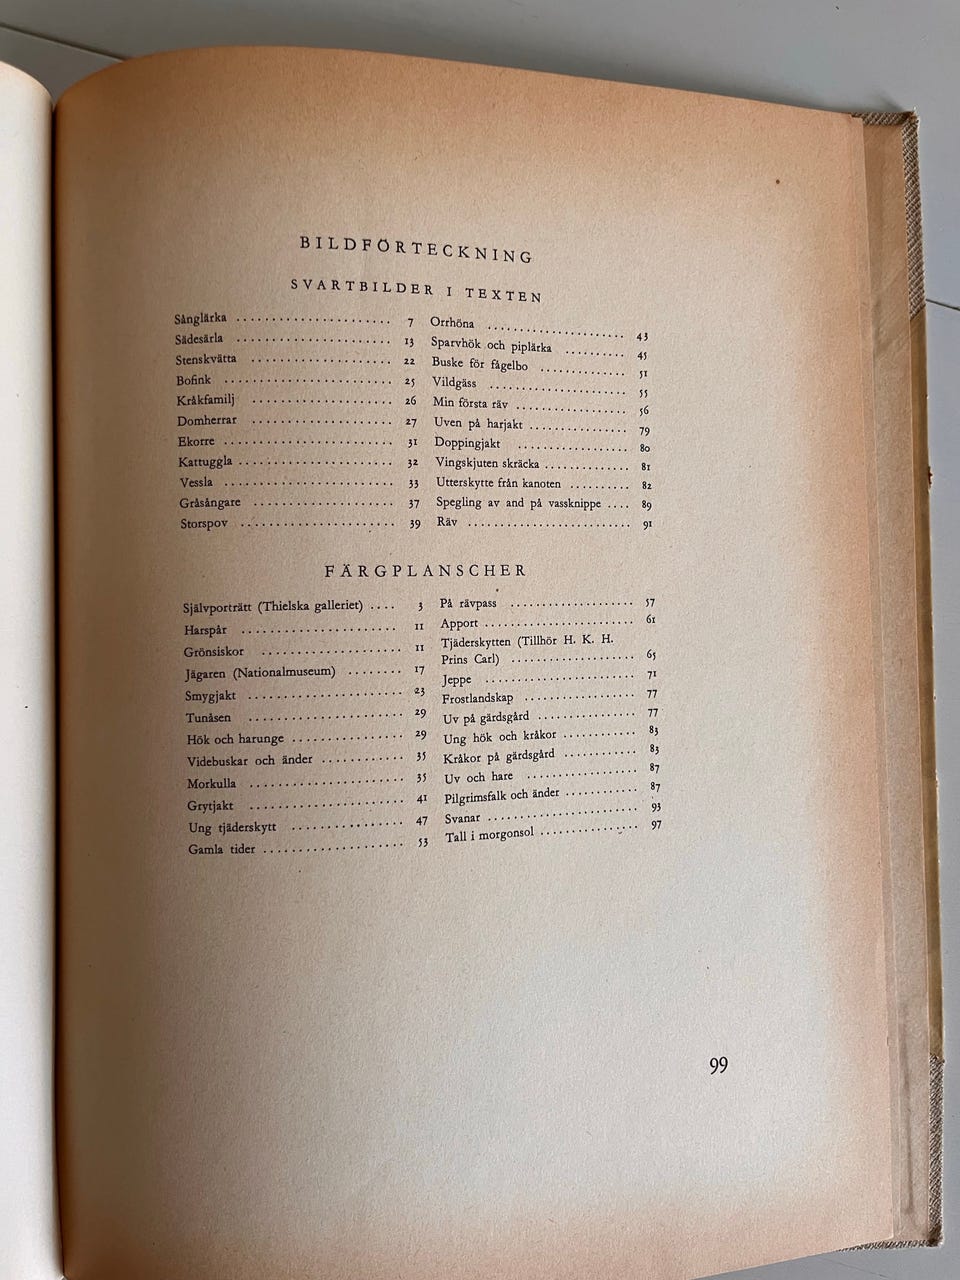 BILDFÖRTECKNING
SVARTBILDER I TEXTEN
Sånglärka .................... 7
Sädesärla .................... 13
Stenskvätta .................... 22
Bofink .................... 25
Kråkfamilj .................... 26
Domherrar .................... 27
Ekorre .................... 31
Kattuggla .................... 32
Vessla .................... 33
Gråsångare .................... 37
Storspov .................... 39
Orrhöna .................... 43
Sparvhök och piplärka ......... 45
Buske för fågelbo ............ 51
Vildgäss .................... 55
Min första räv ................ 56
Uven på harjakt .............. 79
Doppingjakt ................ 80
Vingskjuten skräcka ............ 81
Utterskytte från kanoten ......... 82
Spegling av and på vassknippe .... 89
Räv ........................ 91
FÄRGPLANSCHER
Självporträtt (Thielska galleriet) .... 3
Harspår .................... 11
Grönsiskor .................... 11
Jägaren (Nationalmuseum) ........ 17
Smygjakt .................... 23
Tunåsen .................... 29
Hök och harunge ................ 29
Videbuskar och änder ............ 35
Morkulla .................... 35
Grytjakt .................... 41
Ung tjäderskytt ................ 47
Gamla tider .................... 53
På rävpass .................... 57
Apport ...................... 61
Tjäderskytten (Tillhör H. K. H.
Prins Carl) .................. 65
Jeppe ...................... 71
Frostlandskap ................ 77
Uv på gärdsgård .............. 77
Ung hök och kråkor ........... 83
Kråkor på gärdsgård ........... 83
Uv och hare ................ 87
Pilgrimsfalk och änder ........... 87
Svanar ...................... 93
Tall i morgonsol .............. 97
99